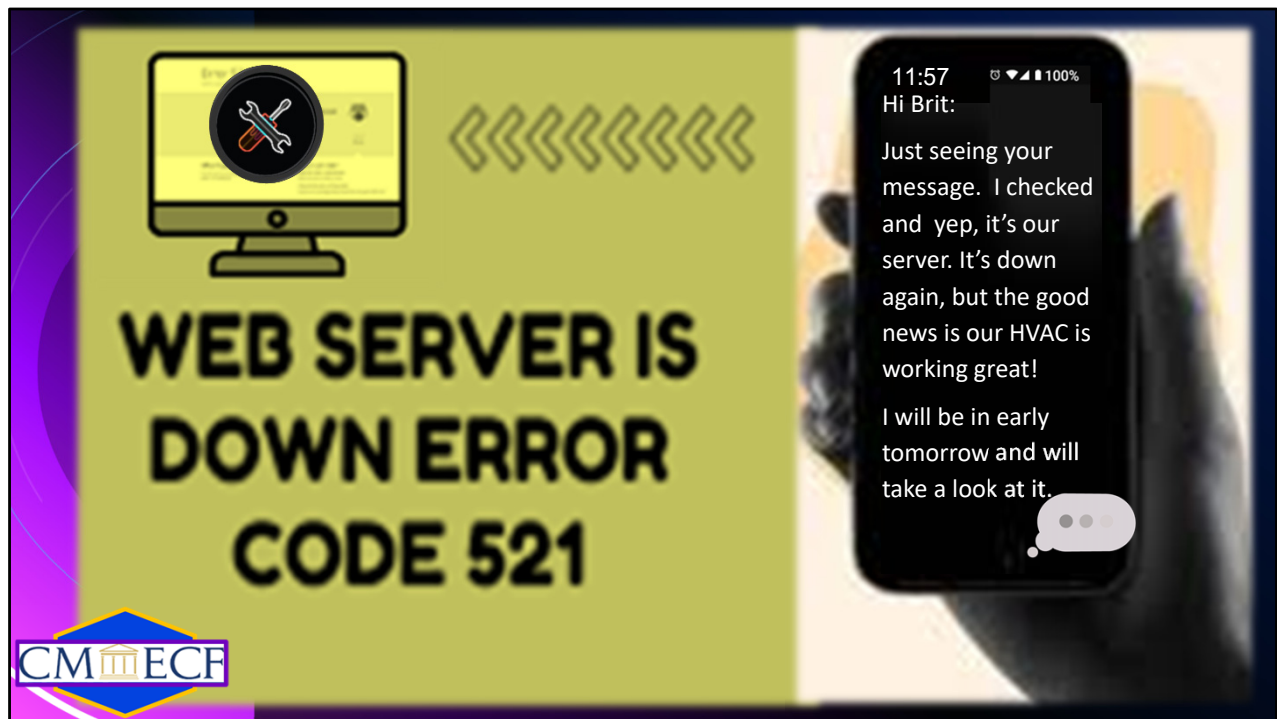 WEB SERVER IS
DOWN ERROR
CODE 521
CM ECF
11:57 100%
Hi Brit:
Just seeing your
message.  I checked
and  yep, it’s our
server. It’s down
again, but the good
news is our HVAC is
working great!
I will be in early
tomorrow and will
take a look at it.